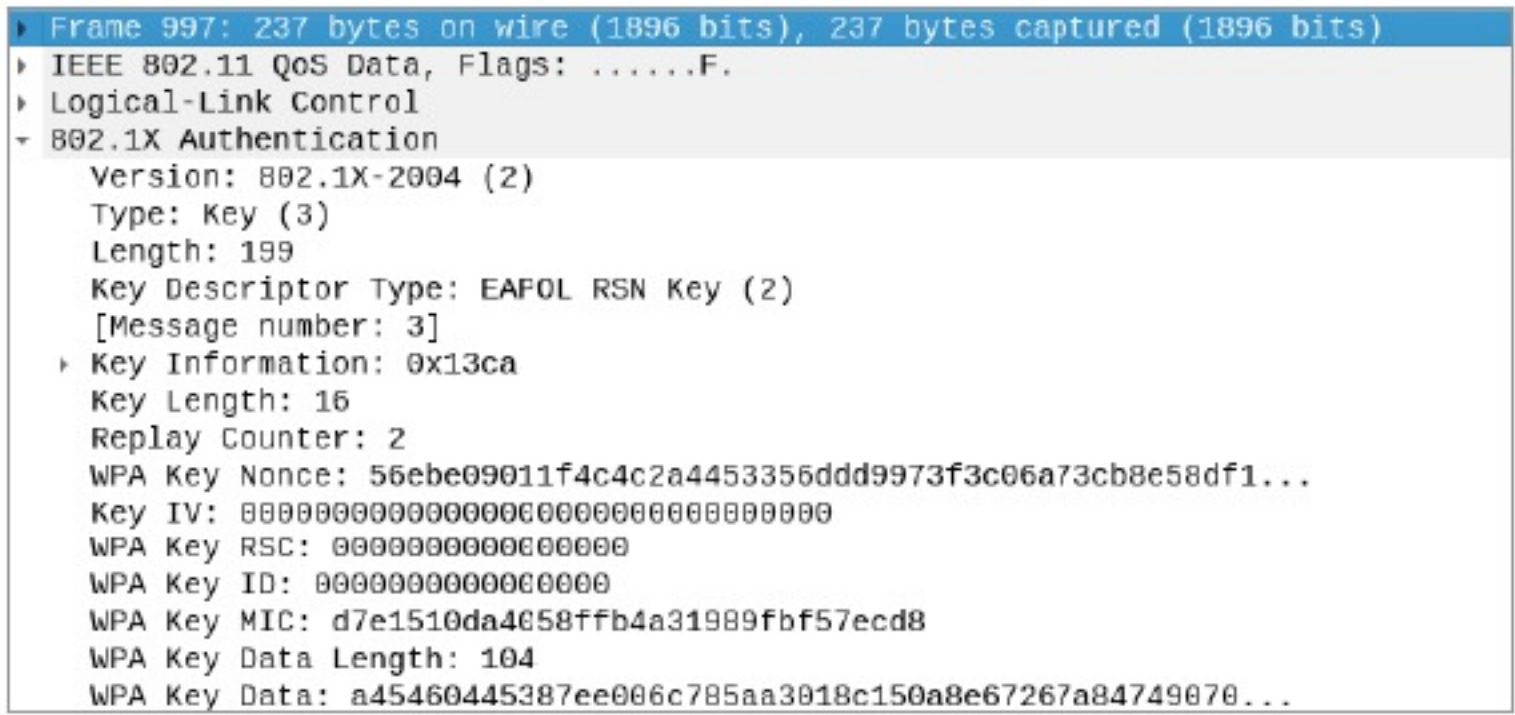 Frame 997: 237 bytes on wire (1896 bits), 237 bytes captured (1896 bits)
IEEE 802.11 QoS Data, Flags: ......F.
Logical-Link Control
802.1X Authentication
Version: 802.1X-2004 (2)
Type: Key (3)
Length: 199
Key Descriptor Type: EAPOL RSN Key (2)
[Message number: 3]
Key Information: 0x13ca
Key Length: 16
Replay Counter: 2
WPA Key Nonce: 56ebe09011f4c4c2a4453356ddd9973f3c06a73cb8e58df1...
Key IV: 00000000000000000000000000000000
WPA Key RSC: 0000000000000000
WPA Key ID: 0000000000000000
WPA Key MIC: d7e1510da4058ffb4a31989fbf57ecd8
WPA Key Data Length: 104
WPA Key Data: a45460445387ee006c785aa3018c150a8e67267a84749070...